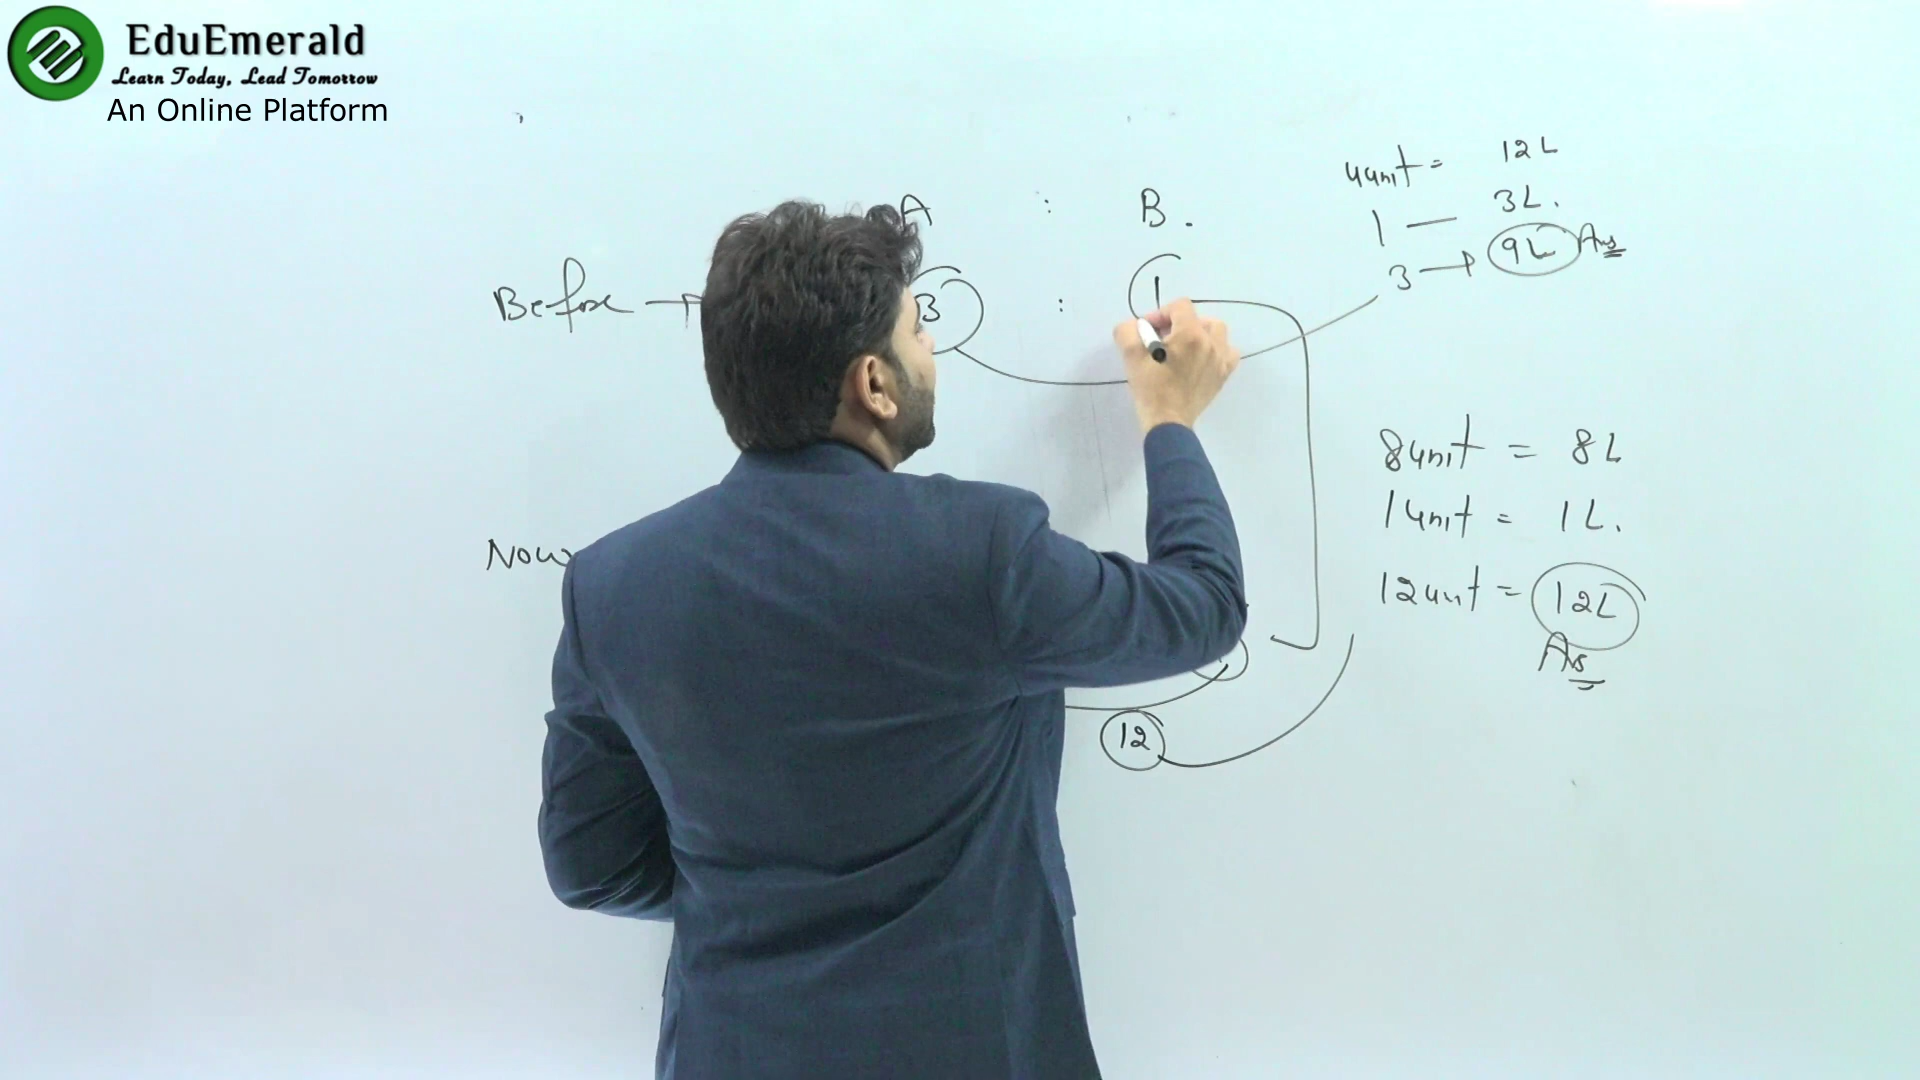 EduEmerald
Learn Today, Lead Tomorrow
An Online Platform
A : B.
Before → 3 : 1
Now
12
4unit = 12L
1 — 3L.
3 → 9L Ans
8unit = 8L
1unit = 1L.
12unit = 12L
Ans